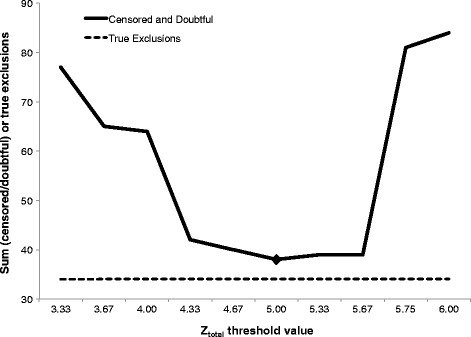 90
Censored and Doubtful
True Exclusions
80
70
60
50
40
30
Sum (censored/doubtful) or true exclusions
3.33 3.67 4.00 4.33 4.67 5.00 5.33 5.67 5.75 6.00
Ztotal threshold value